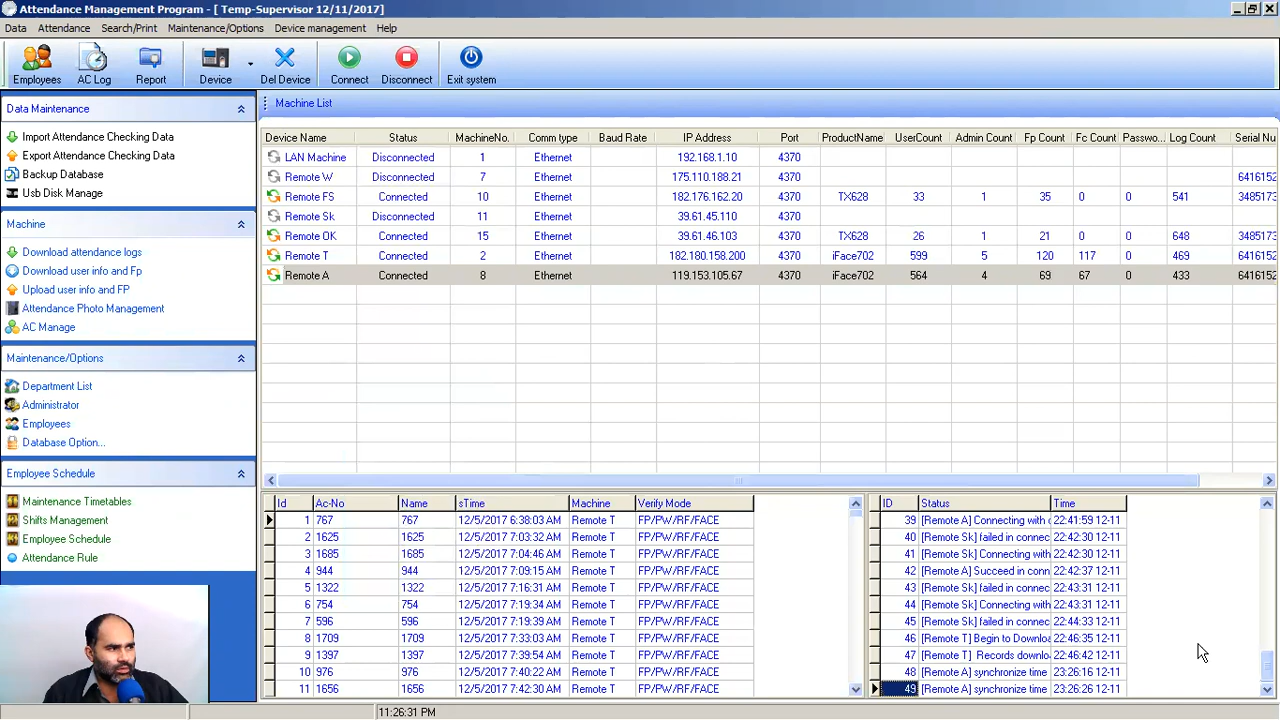 Attendance Management Program - [ Temp-Supervisor 12/11/2017]
Data Attendance Search/Print Maintenance/Options Device management Help
Employees AC Log Report Device Del Device Connect Disconnect Exit system
Data Maintenance
Import Attendance Checking Data
Export Attendance Checking Data
Backup Database
Usb Disk Manage
Machine
Download attendance logs
Download user info and Fp
Upload user info and FP
Attendance Photo Management
AC Manage
Maintenance/Options
Department List
Administrator
Employees
Database Option...
Employee Schedule
Maintenance Timetables
Shifts Management
Employee Schedule
Attendance Rule
Machine List
Device Name Status MachineNo. Comm type Baud Rate IP Address Port ProductName UserCount Admin Count Fp Count Fc Count Passwo... Log Count Serial Num
LAN Machine Disconnected 1 Ethernet 192.168.1.10 4370
Remote W Disconnected 7 Ethernet 175.110.188.21 4370 6416152
Remote FS Connected 10 Ethernet 182.176.162.20 4370 TX628 33 1 35 0 0 541 3485173
Remote Sk Disconnected 11 Ethernet 39.61.45.110 4370
Remote OK Connected 15 Ethernet 39.61.46.103 4370 TX628 26 1 21 0 0 648 3485173
Remote T Connected 2 Ethernet 182.180.158.200 4370 iFace702 599 5 120 117 0 469 6416152
Remote A Connected 8 Ethernet 119.153.105.67 4370 iFace702 564 4 69 67 0 433 6416152
Id Ac-No Name sTime Machine Verify Mode
1 767 767 12/5/2017 6:38:03 AM Remote T FP/PW/RF/FACE
2 1625 1625 12/5/2017 7:03:32 AM Remote T FP/PW/RF/FACE
3 1685 1685 12/5/2017 7:04:46 AM Remote T FP/PW/RF/FACE
4 944 944 12/5/2017 7:09:15 AM Remote T FP/PW/RF/FACE
5 1322 1322 12/5/2017 7:16:31 AM Remote T FP/PW/RF/FACE
6 754 754 12/5/2017 7:19:34 AM Remote T FP/PW/RF/FACE
7 596 596 12/5/2017 7:19:39 AM Remote T FP/PW/RF/FACE
8 1709 1709 12/5/2017 7:33:03 AM Remote T FP/PW/RF/FACE
9 1397 1397 12/5/2017 7:39:54 AM Remote T FP/PW/RF/FACE
10 976 976 12/5/2017 7:40:22 AM Remote T FP/PW/RF/FACE
11 1656 1656 12/5/2017 7:42:30 AM Remote T FP/PW/RF/FACE
ID Status Time
39 [Remote A] Connecting with 22:41:59 12-11
40 [Remote Sk] failed in connec 22:42:30 12-11
41 [Remote Sk] Connecting with 22:42:30 12-11
42 [Remote A] Succeed in conn 22:42:37 12-11
43 [Remote Sk] failed in connec 22:43:31 12-11
44 [Remote Sk] Connecting with 22:43:31 12-11
45 [Remote Sk] failed in connec 22:44:33 12-11
46 [Remote T] Begin to Downloa 22:46:35 12-11
47 [Remote T] Records downlo 22:46:42 12-11
48 [Remote A] synchronize time 23:26:16 12-11
49 [Remote A] synchronize time 23:26:26 12-11
11:26:31 PM